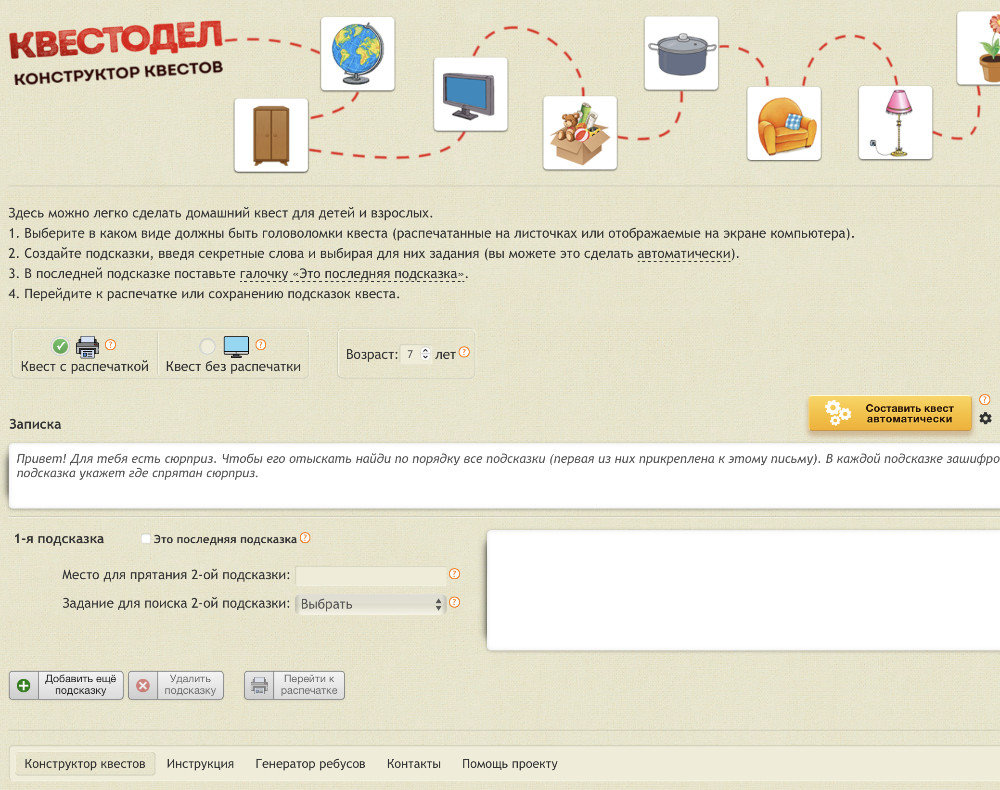 КВЕСТОДЕЛ
КОНСТРУКТОР КВЕСТОВ
Здесь можно легко сделать домашний квест для детей и взрослых.
1. Выберите в каком виде должны быть головоломки квеста (распечатанные на листочках или отображаемые на экране компьютера).
2. Создайте подсказки, введя секретные слова и выбирая для них задания (вы можете это сделать автоматически).
3. В последней подсказке поставьте галочку «Это последняя подсказка».
4. Перейдите к распечатке или сохранению подсказок квеста.
?
?
Квест с распечаткой
Квест без распечатки
Возраст: 7 лет ?
Составить квест
автоматически
?
Записка
Привет! Для тебя есть сюрприз. Чтобы его отыскать найди по порядку все подсказки (первая из них прикреплена к этому письму). В каждой подсказке зашифро
подсказка укажет где спрятан сюрприз.
1-я подсказка
Это последняя подсказка ?
Место для прятания 2-ой подсказки: ?
Задание для поиска 2-ой подсказки: Выбрать ?
Добавить ещё
подсказку
Удалить
подсказку
Перейти к
распечатке
Конструктор квестов Инструкция Генератор ребусов Контакты Помощь проекту